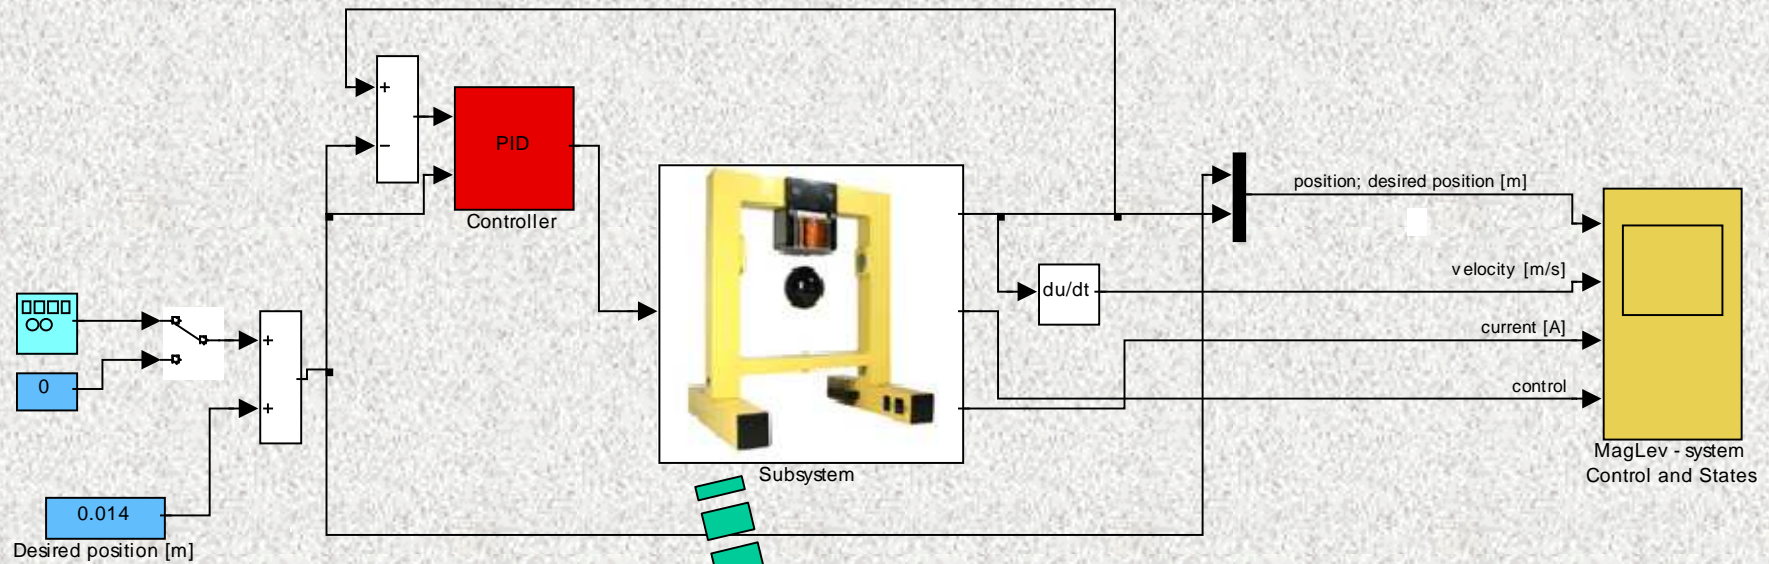 +
−
PID
Controller
position; desired position [m]
velocity [m/s]
du/dt
current [A]
control
+
0
+
Subsystem
MagLev - system
Control and States
0.014
Desired position [m]